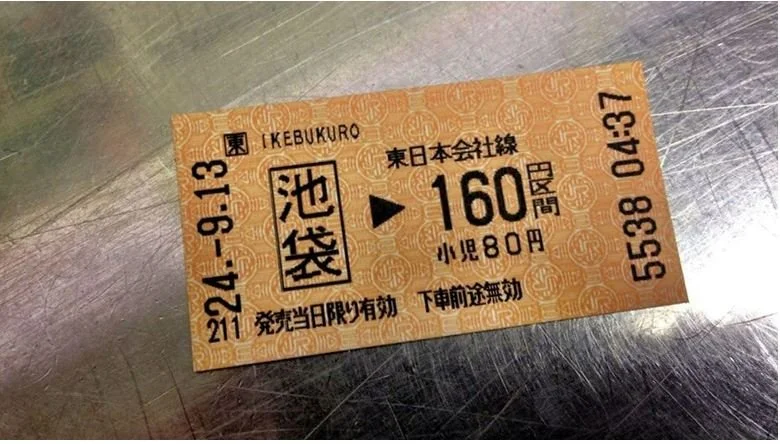 東 IKEBUKURO
池袋 ▶ 東日本会社線
160円区間
小児80円
発売当日限り有効 下車前途無効
24.-9.13
211
5538 04:37